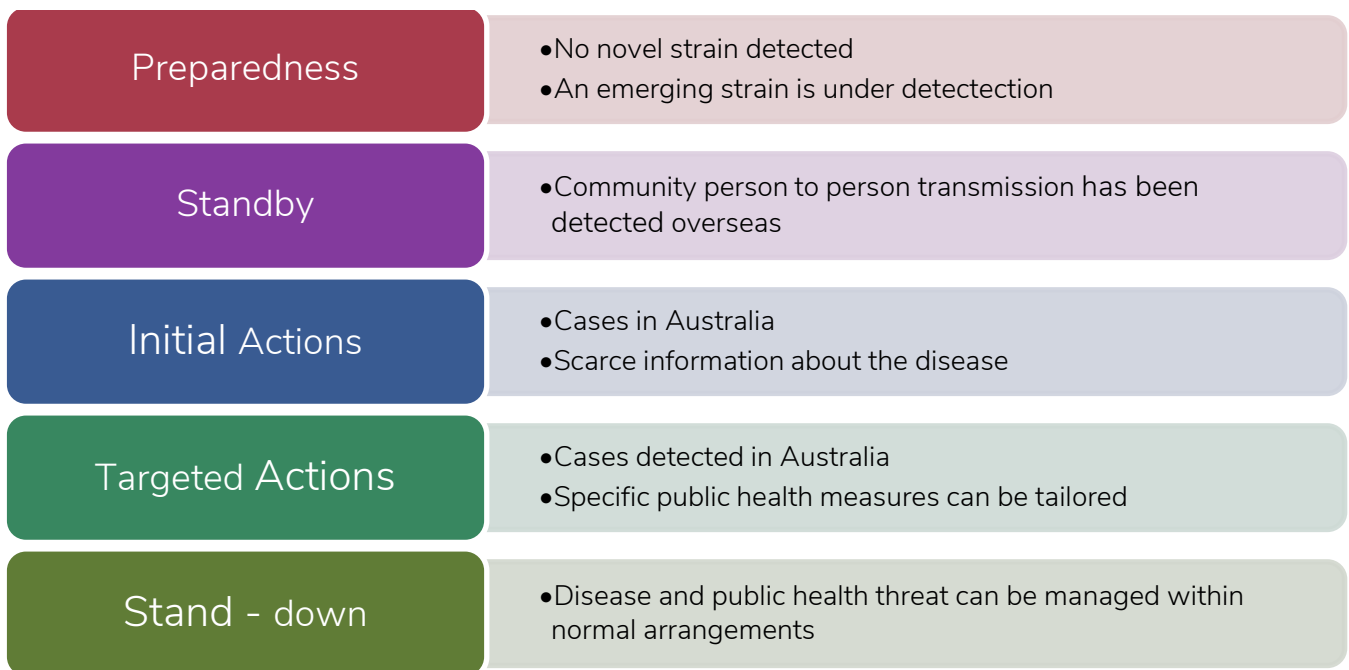 Preparedness
•No novel strain detected
•An emerging strain is under detectection
Standby
•Community person to person transmission has been
detected overseas
Initial Actions
•Cases in Australia
•Scarce information about the disease
Targeted Actions
•Cases detected in Australia
•Specific public health measures can be tailored
Stand - down
•Disease and public health threat can be managed within
normal arrangements